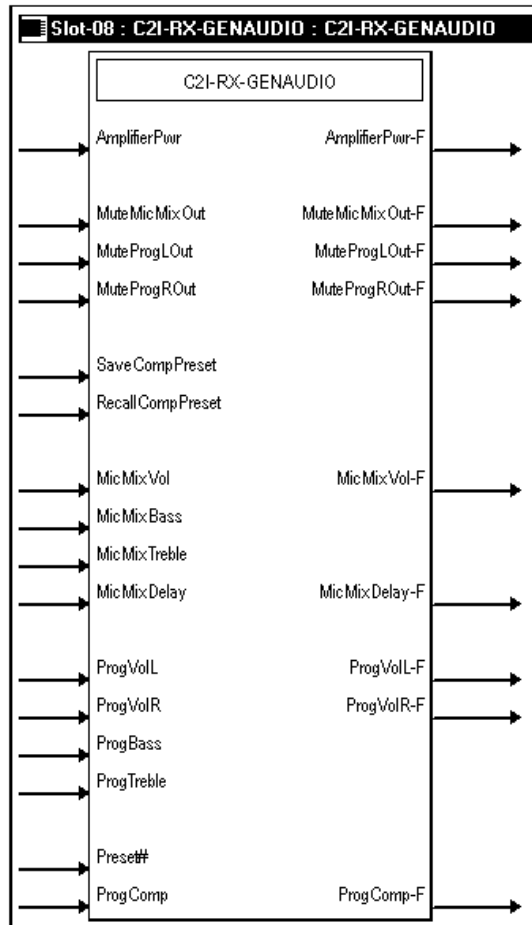 Slot-08 : C2I-RX-GENAUDIO : C2I-RX-GENAUDIO
C2I-RX-GENAUDIO
AmplifierPwr AmplifierPwr-F
MuteMicMixOut MuteMicMixOut-F
MuteProgLOut MuteProgLOut-F
MuteProgROut MuteProgROut-F
SaveCompPreset
RecallCompPreset
MicMixVol MicMixVol-F
MicMixBass
MicMixTreble
MicMixDelay MicMixDelay-F
ProgVolL ProgVolL-F
ProgVolR ProgVolR-F
ProgBass
ProgTreble
Preset#
ProgComp ProgComp-F